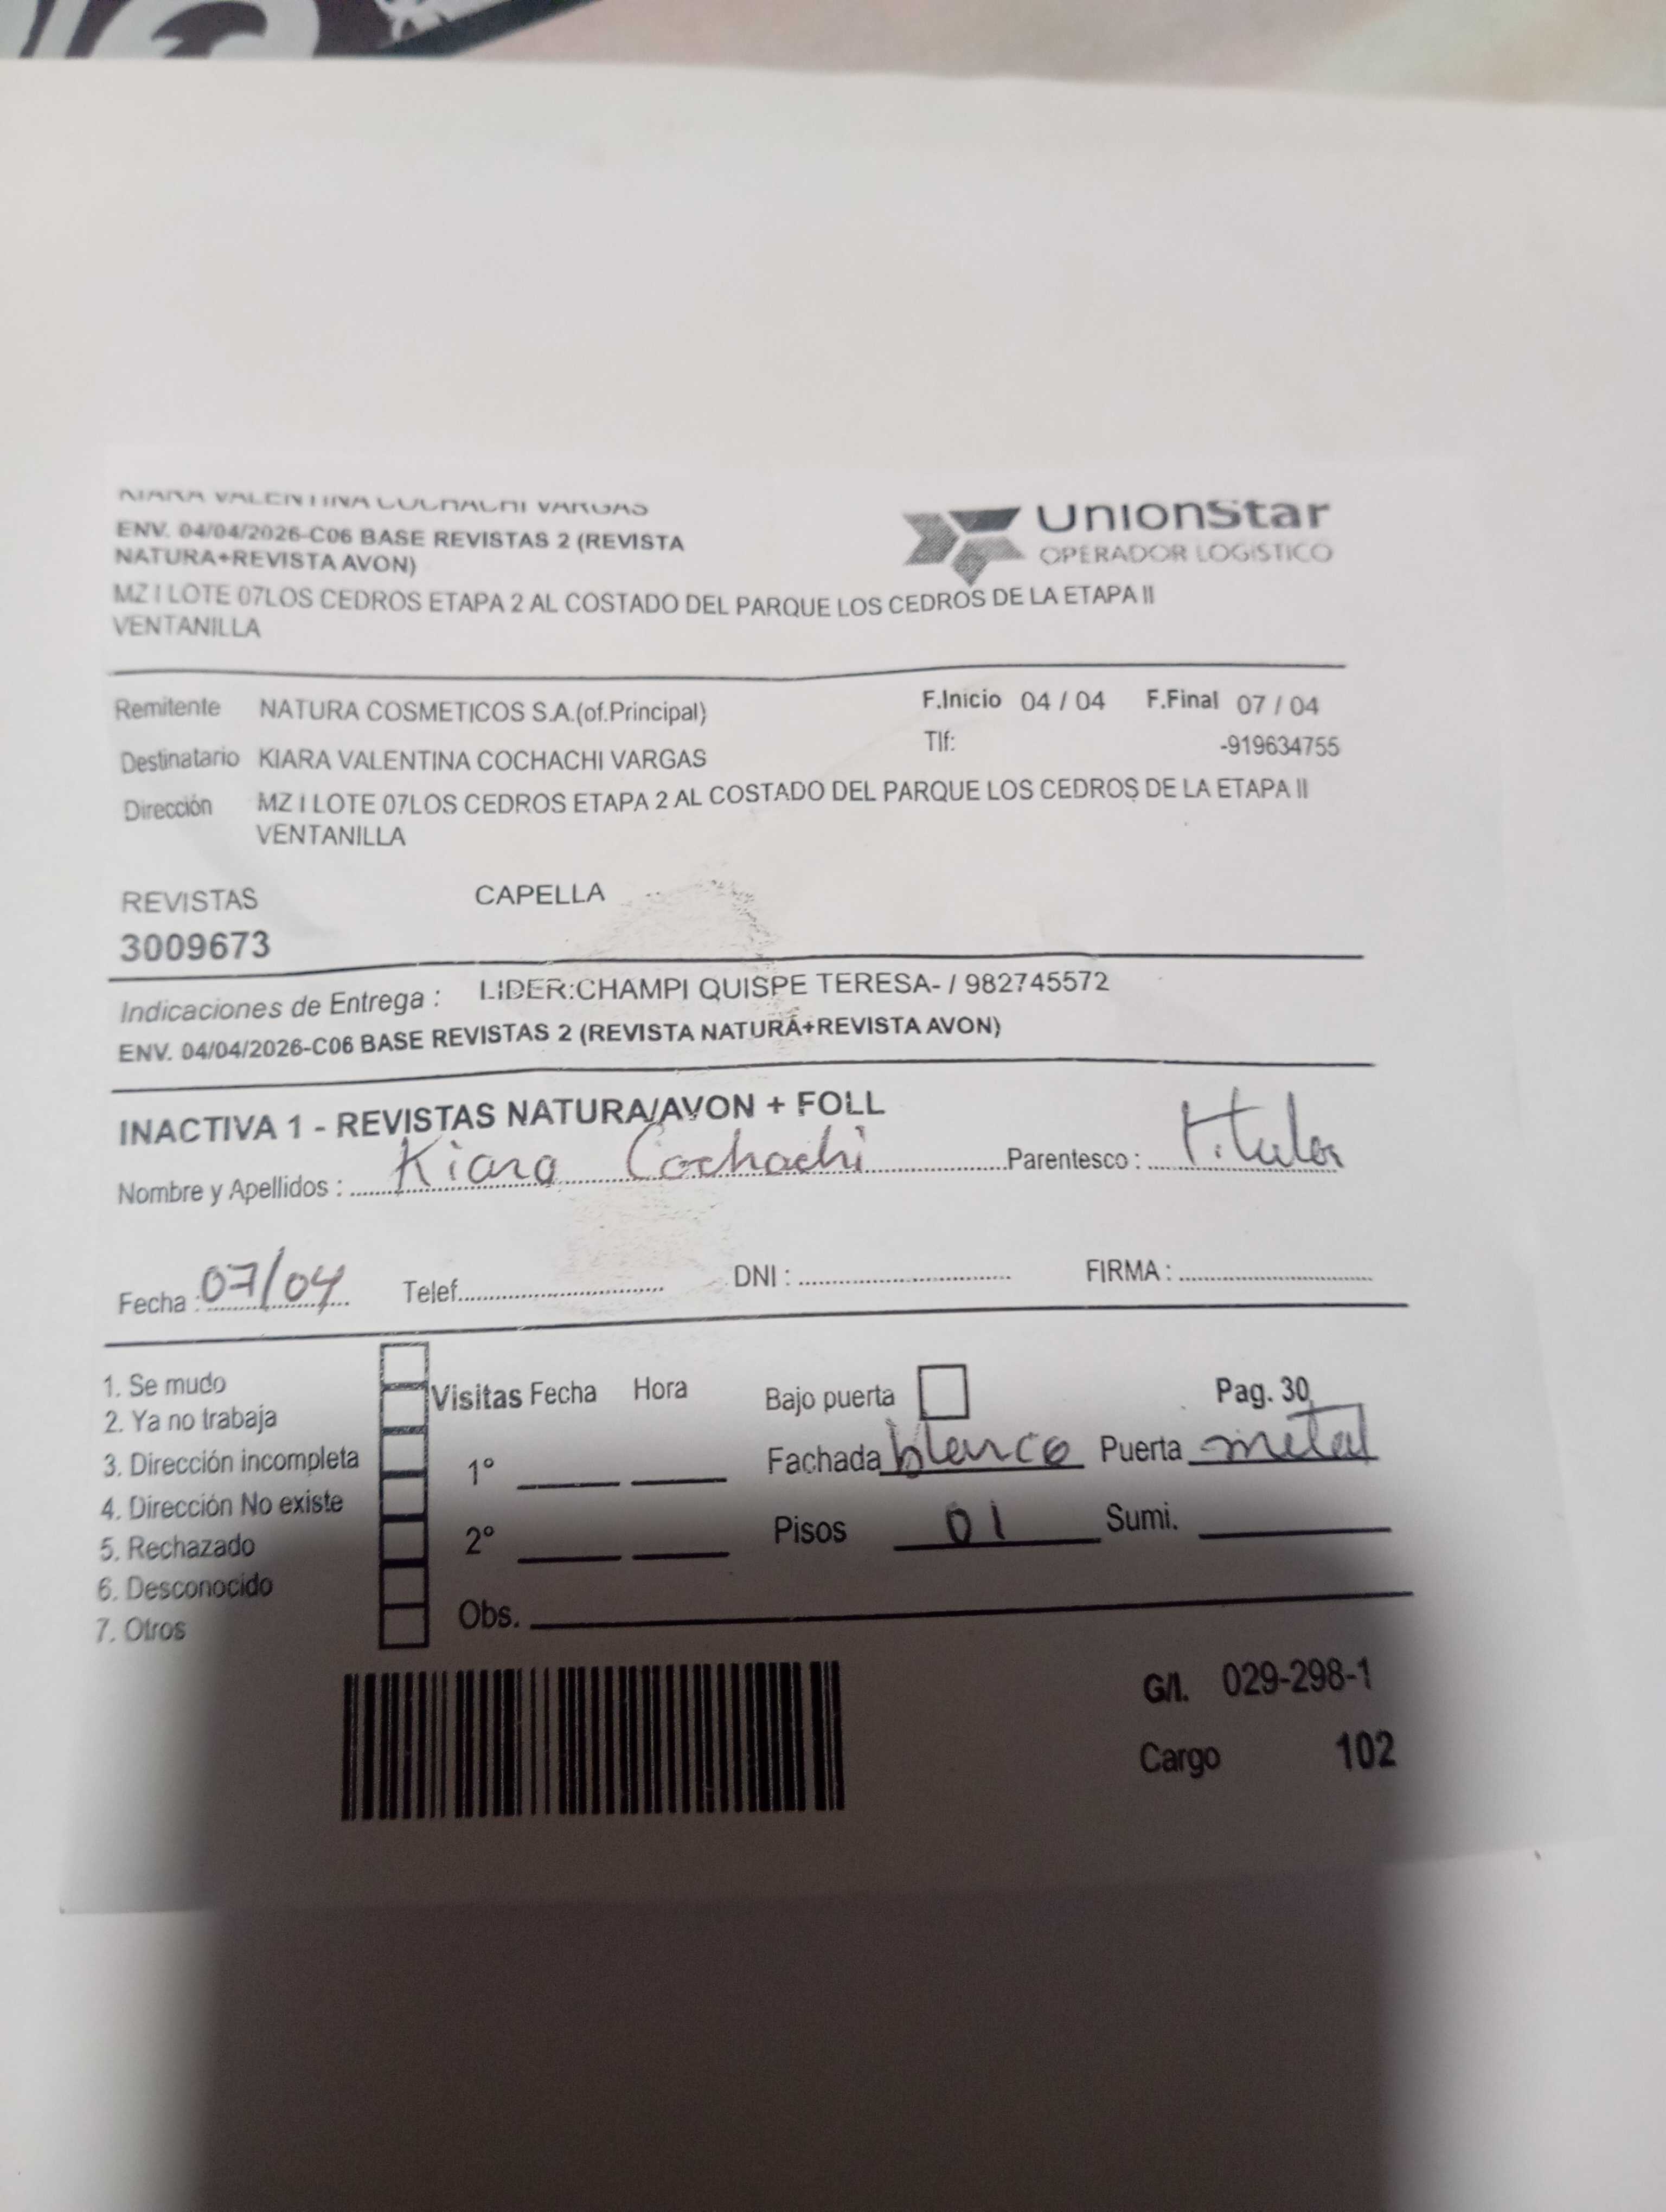 KIARA VALENTINA COCHACHI VARGAS
ENV. 04/04/2026-C06 BASE REVISTAS 2 (REVISTA
NATURA+REVISTA AVON)
UnionStar
OPERADOR LOGISTICO
MZ I LOTE 07LOS CEDROS ETAPA 2 AL COSTADO DEL PARQUE LOS CEDROS DE LA ETAPA II
VENTANILLA
Remitente NATURA COSMETICOS S.A.(of.Principal) F.Inicio 04 / 04 F.Final 07 / 04
Destinatario KIARA VALENTINA COCHACHI VARGAS Tlf: -919634755
Dirección MZ I LOTE 07LOS CEDROS ETAPA 2 AL COSTADO DEL PARQUE LOS CEDROS DE LA ETAPA II
VENTANILLA
REVISTAS CAPELLA
3009673
Indicaciones de Entrega : LIDER:CHAMPI QUISPE TERESA- / 982745572
ENV. 04/04/2026-C06 BASE REVISTAS 2 (REVISTA NATURA+REVISTA AVON)
INACTIVA 1 - REVISTAS NATURA/AVON + FOLL
Nombre y Apellidos : Kiara Cochachi Parentesco : titular
Fecha : 07/04 Telef. DNI : FIRMA :
1. Se mudo
2. Ya no trabaja
3. Dirección incompleta
4. Dirección No existe
5. Rechazado
6. Desconocido
7. Otros
Visitas Fecha Hora
1°
2°
Obs.
Bajo puerta Pag. 30
Fachada blanco Puerta metal
Pisos 01 Sumi.
G/I. 029-298-1
Cargo 102